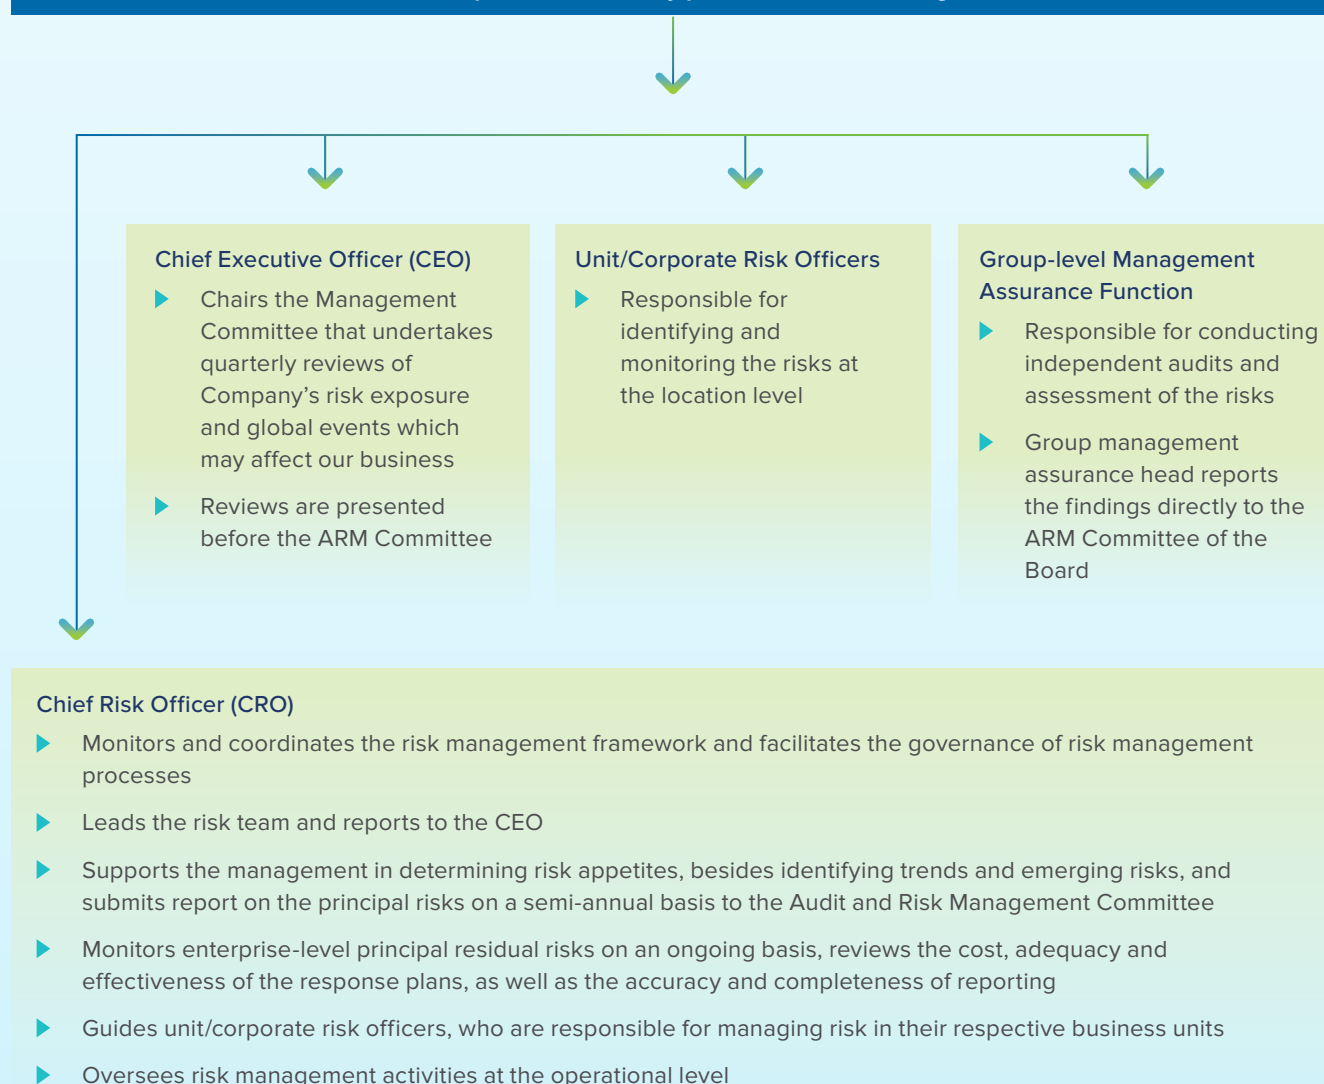 Chief Executive Officer (CEO)
Chairs the Management
Committee that undertakes
quarterly reviews of
Company’s risk exposure
and global events which
may affect our business
Reviews are presented
before the ARM Committee
Unit/Corporate Risk Officers
Responsible for
identifying and
monitoring the risks at
the location level
Group-level Management
Assurance Function
Responsible for conducting
independent audits and
assessment of the risks
Group management
assurance head reports
the findings directly to the
ARM Committee of the
Board
Chief Risk Officer (CRO)
Monitors and coordinates the risk management framework and facilitates the governance of risk management
processes
Leads the risk team and reports to the CEO
Supports the management in determining risk appetites, besides identifying trends and emerging risks, and
submits report on the principal risks on a semi-annual basis to the Audit and Risk Management Committee
Monitors enterprise-level principal residual risks on an ongoing basis, reviews the cost, adequacy and
effectiveness of the response plans, as well as the accuracy and completeness of reporting
Guides unit/corporate risk officers, who are responsible for managing risk in their respective business units
Oversees risk management activities at the operational level